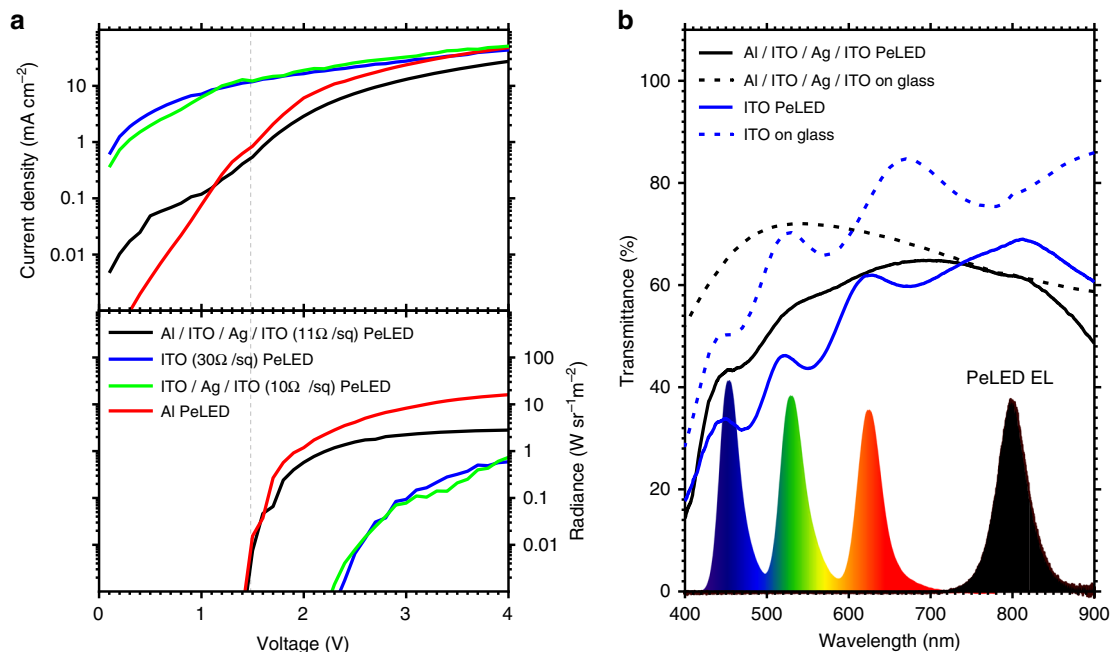 a
Current density (mA cm⁻²)
10
1
0.1
0.01
Al / ITO / Ag / ITO (11Ω /sq) PeLED
ITO (30Ω /sq) PeLED
ITO / Ag / ITO (10Ω /sq) PeLED
Al PeLED
100
10
1
0.1
0.01
Radiance (W sr⁻¹m⁻²)
0
1
2
3
4
Voltage (V)
b
Transmittance (%)
100
80
60
40
20
0
Al / ITO / Ag / ITO PeLED
Al / ITO / Ag / ITO on glass
ITO PeLED
ITO on glass
PeLED EL
400
500
600
700
800
900
Wavelength (nm)